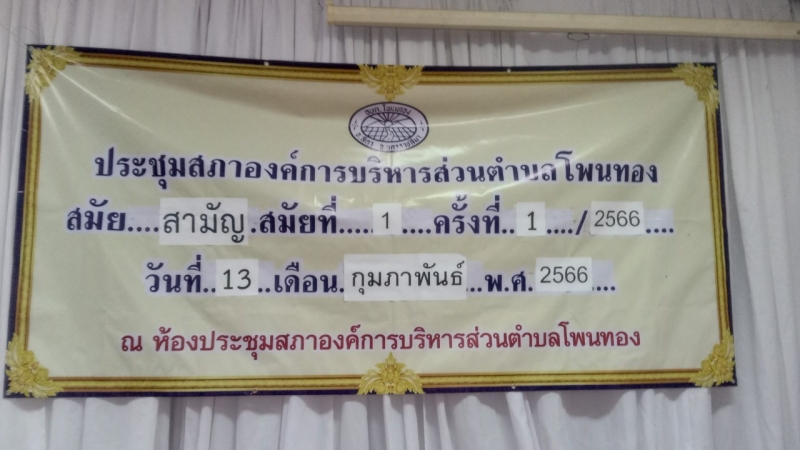 ประชุมสภาองค์การบริหารส่วนตำบลโพนทอง
สมัย....สามัญ.สมัยที่.....1....ครั้งที่..1..../2566....
วันที่..13..เดือน.กุมภาพันธ์...พ.ศ.2566....
ณ ห้องประชุมสภาองค์การบริหารส่วนตำบลโพนทอง